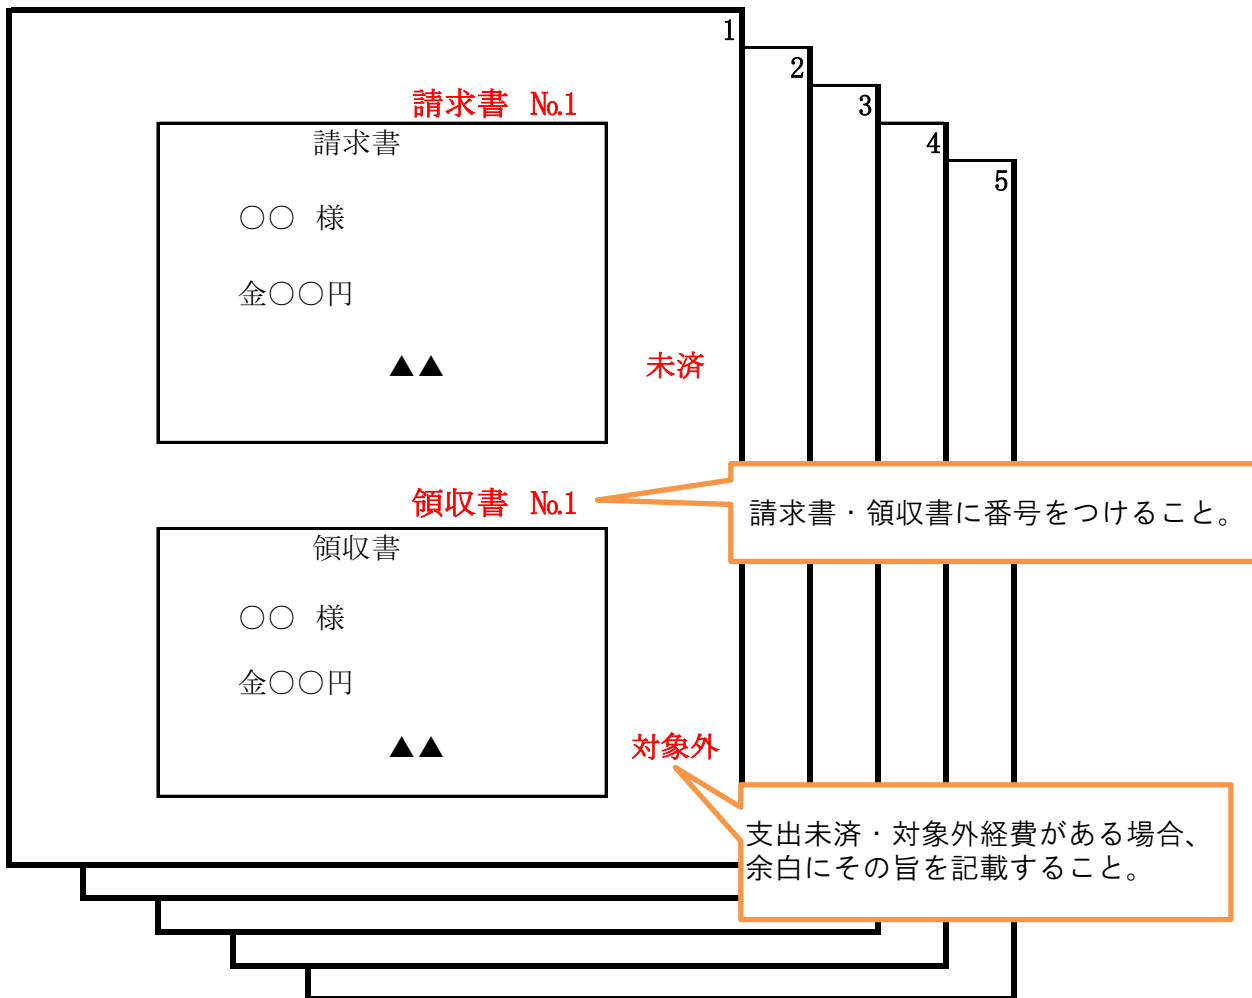 1
2
3
4
5
請求書 №1
請求書
○○ 様
金○○円
▲▲
未済
領収書 №1
請求書・領収書に番号をつけること。
領収書
○○ 様
金○○円
▲▲
対象外
支出未済・対象外経費がある場合、
余白にその旨を記載すること。